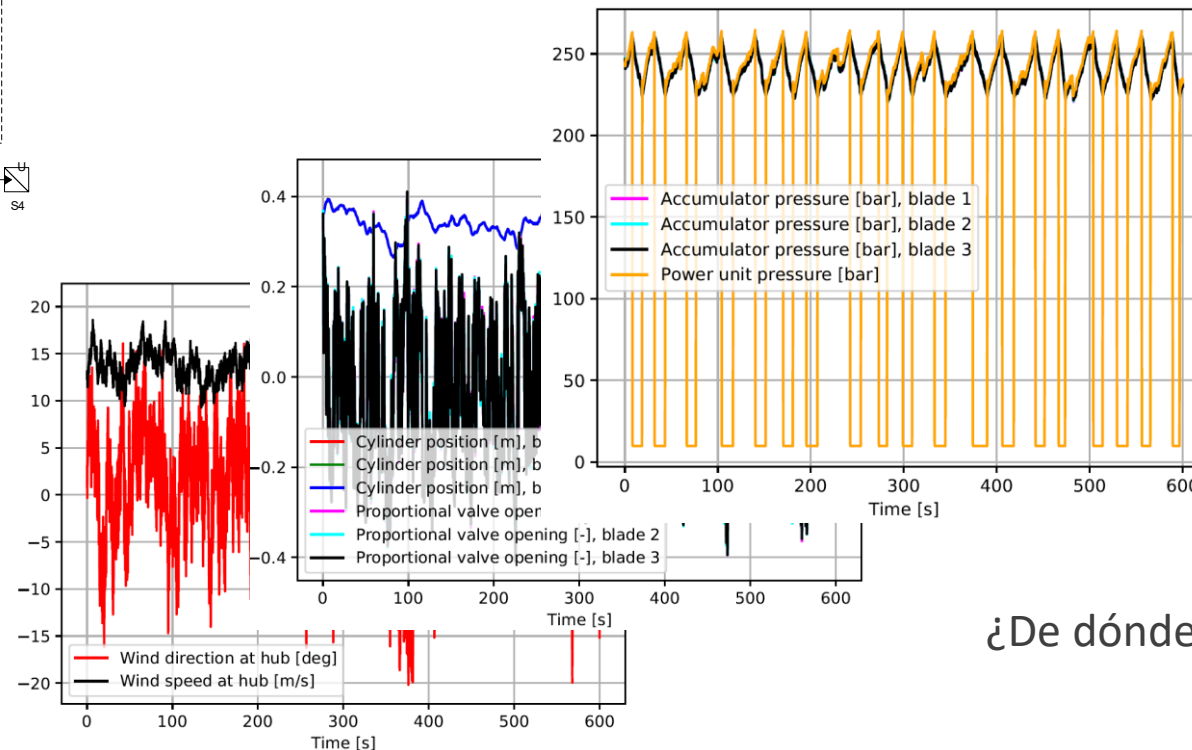 U
S4
250
200
150
100
50
0
Accumulator pressure [bar], blade 1
Accumulator pressure [bar], blade 2
Accumulator pressure [bar], blade 3
Power unit pressure [bar]
0 100 200 300 400 500 600
Time [s]
0.4
0.2
0.0
−0.2
−0.4
Cylinder position [m], b
Cylinder position [m], b
Cylinder position [m], b
Proportional valve open
Proportional valve opening [-], blade 2
Proportional valve opening [-], blade 3
0 100 200 300 400 500 600
Time [s]
20
15
10
5
0
−5
−10
−15
−20
Wind direction at hub [deg]
Wind speed at hub [m/s]
0 100 200 300 400 500 600
Time [s]
¿De dónde